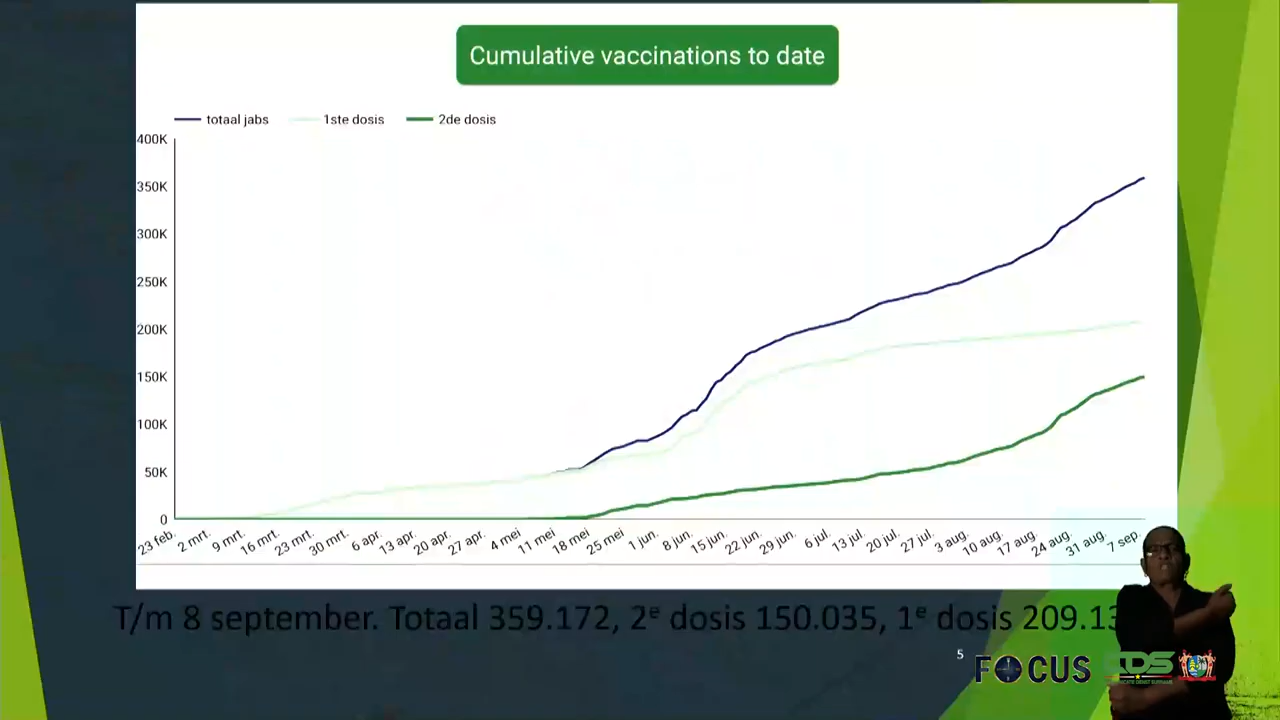 Cumulative vaccinations to date
totaal jabs 1ste dosis 2de dosis
400K
350K
300K
250K
200K
150K
100K
50K
0
23 feb. 2 mrt. 9 mrt. 16 mrt. 23 mrt. 30 mrt. 6 apr. 13 apr. 20 apr. 27 apr. 4 mei 11 mei 18 mei 25 mei 1 jun. 8 jun. 15 jun. 22 jun. 29 jun. 6 jul. 13 jul. 20 jul. 27 jul. 3 aug. 10 aug. 17 aug. 24 aug. 31 aug. 7 sep.
T/m 8 september. Totaal 359.172, 2e dosis 150.035, 1e dosis 209.13
5
FOCUS CDS